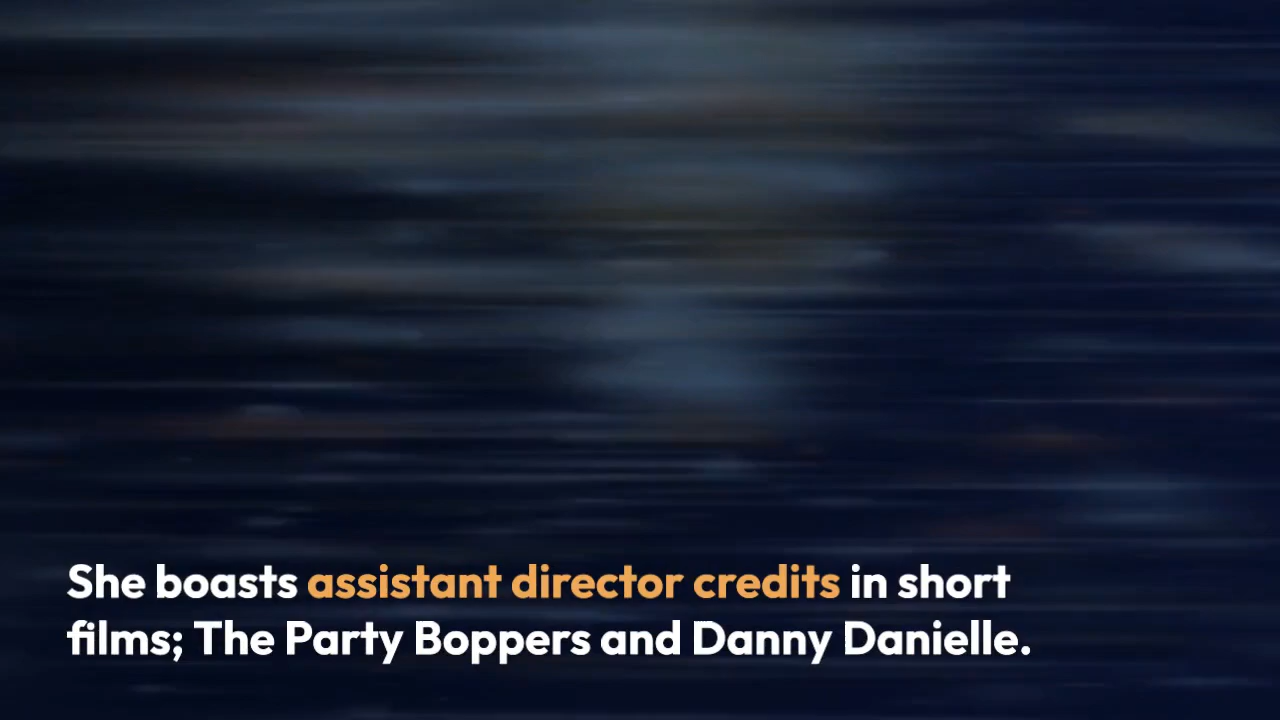 She boasts assistant director credits in short
films; The Party Boppers and Danny Danielle.